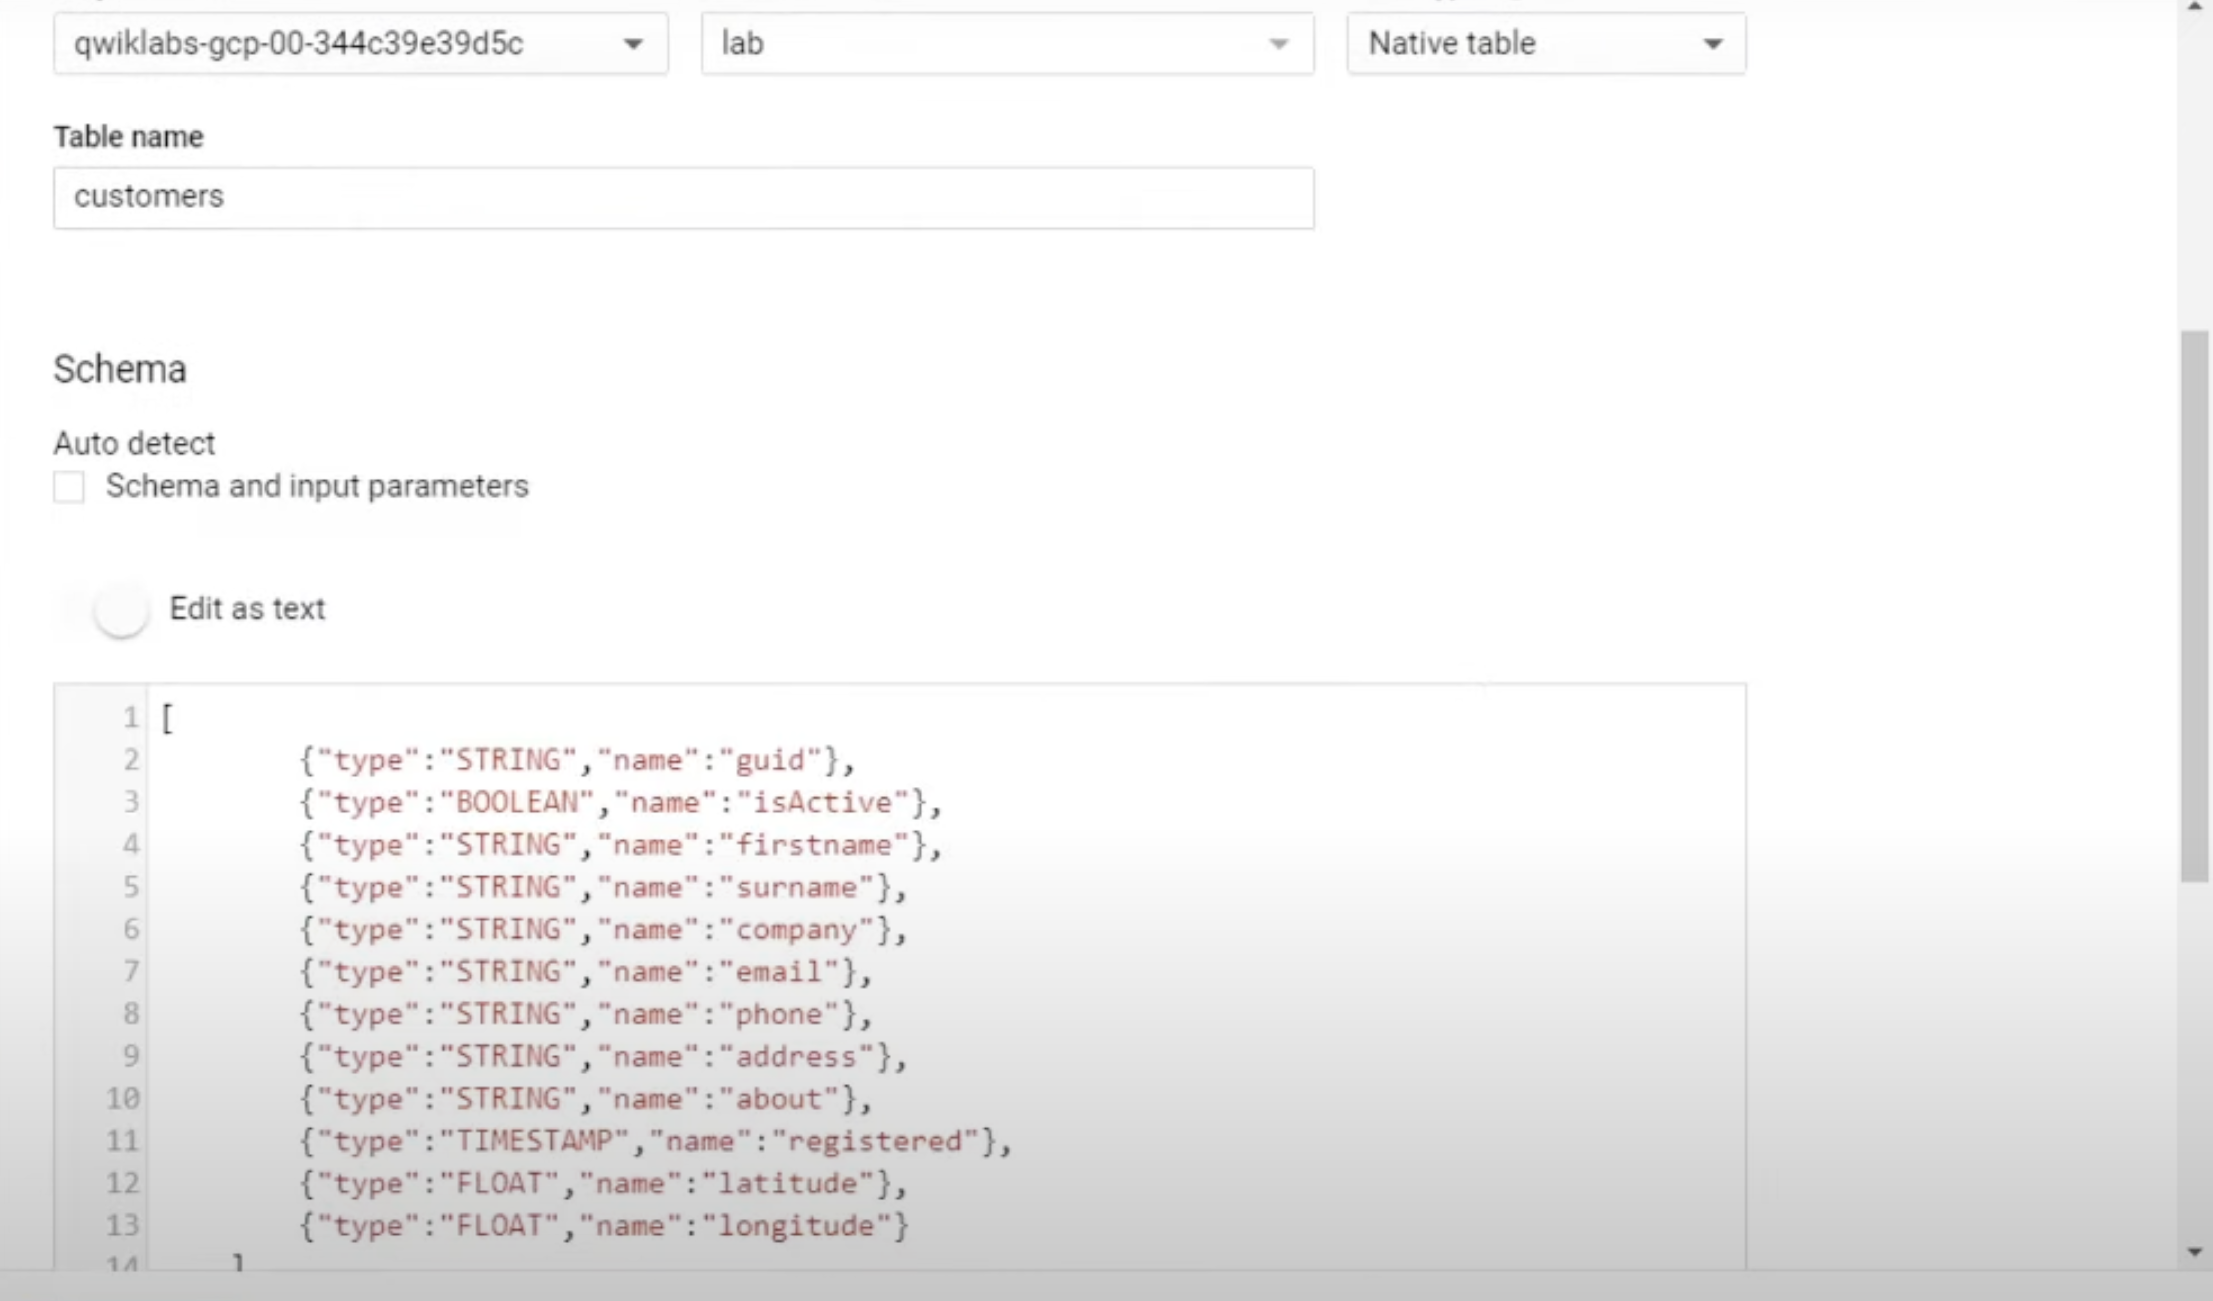 qwiklabs-gcp-00-344c39e39d5c lab Native table
Table name
customers
Schema
Auto detect
Schema and input parameters
Edit as text
1 [
2 {"type":"STRING","name":"guid"},
3 {"type":"BOOLEAN","name":"isActive"},
4 {"type":"STRING","name":"firstname"},
5 {"type":"STRING","name":"surname"},
6 {"type":"STRING","name":"company"},
7 {"type":"STRING","name":"email"},
8 {"type":"STRING","name":"phone"},
9 {"type":"STRING","name":"address"},
10 {"type":"STRING","name":"about"},
11 {"type":"TIMESTAMP","name":"registered"},
12 {"type":"FLOAT","name":"latitude"},
13 {"type":"FLOAT","name":"longitude"}
14 ]